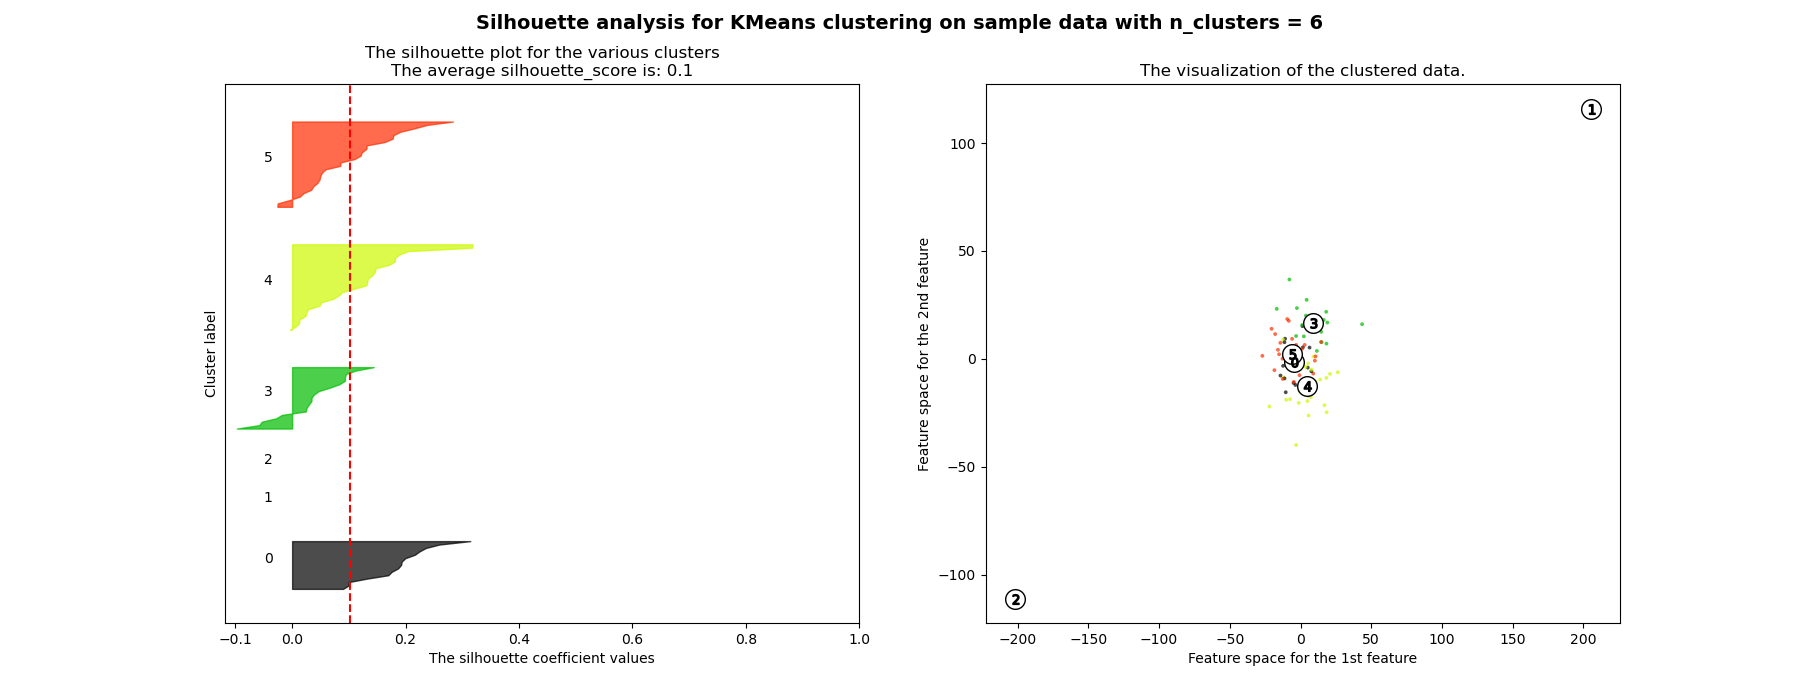 Silhouette analysis for KMeans clustering on sample data with n_clusters = 6
The silhouette plot for the various clusters
The average silhouette_score is: 0.1
5
4
3
2
1
0
Cluster label
−0.1 0.0 0.2 0.4 0.6 0.8 1.0
The silhouette coefficient values
The visualization of the clustered data.
1
3
5
0
4
2
100
50
0
−50
−100
Feature space for the 2nd feature
−200 −150 −100 −50 0 50 100 150 200
Feature space for the 1st feature